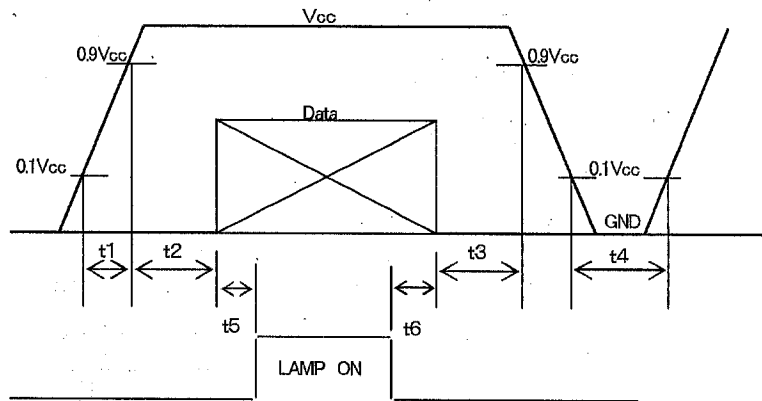 Vcc
0.9Vcc
0.9Vcc
Data
0.1Vcc
0.1Vcc
GND
t1
t2
t3
t4
t5
t6
LAMP ON